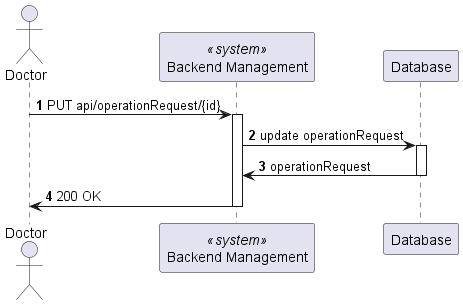 Doctor
«system»
Backend Management
Database
1 PUT api/operationRequest/{id}
2 update operationRequest
3 operationRequest
4 200 OK
Doctor
«system»
Backend Management
Database